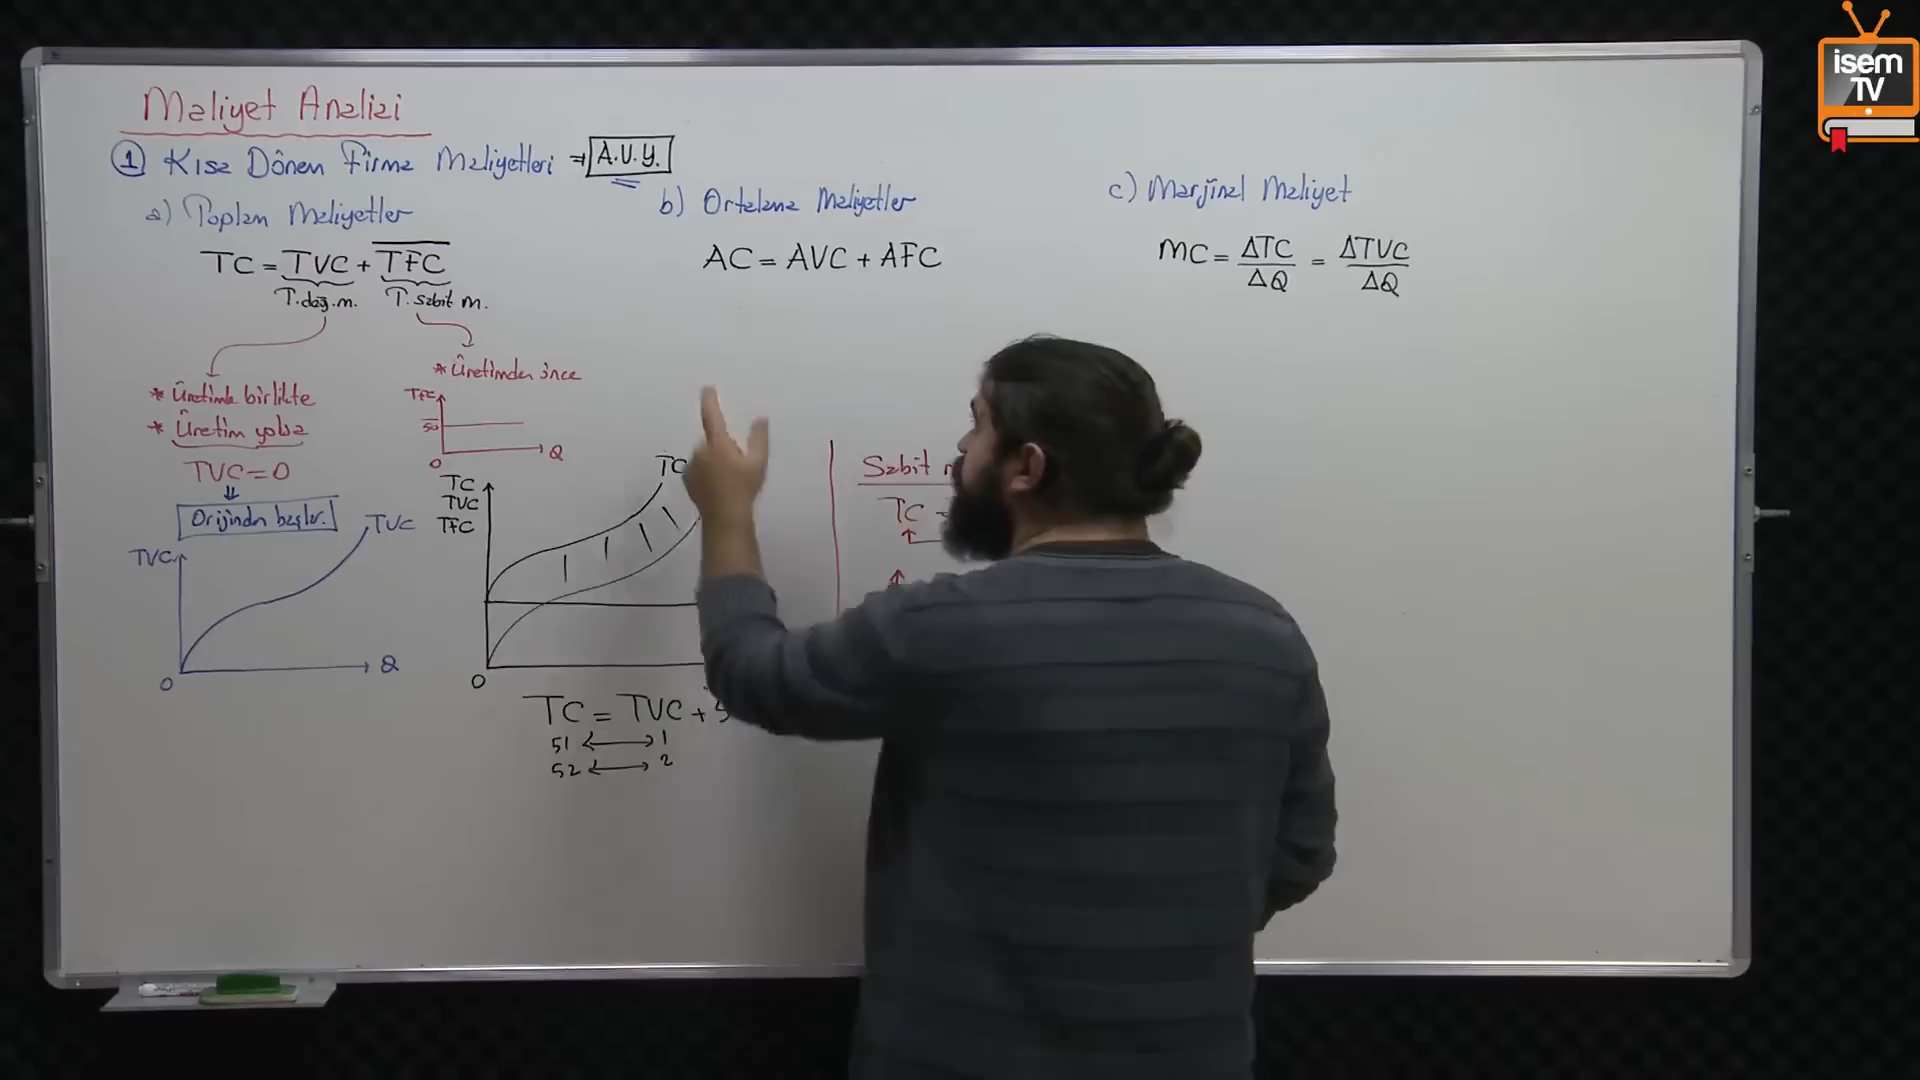 isem
TV
Maliyet Analizi
1 Kısa Dönem Firma Maliyetleri ⇒ A.V.Y.
a) Toplam Maliyetler
TC = TVC + TFC
T. değ. m. T. sabit m.
* Üretimle birlikte
* Üretim yoksa
TVC = 0
⇓
Orijinden başlar.
TVC
TVC
0
Q
* Üretimden önce
TFC
50
0
Q
TC
TVC
TFC
TC
0
TC = TVC + 5
51 ⟷ 1
52 ⟷ 2
b) Ortalama Maliyetler
AC = AVC + AFC
Sabit
TC =
c) Marjinal Maliyet
MC = ΔTC/ΔQ = ΔTVC/ΔQ